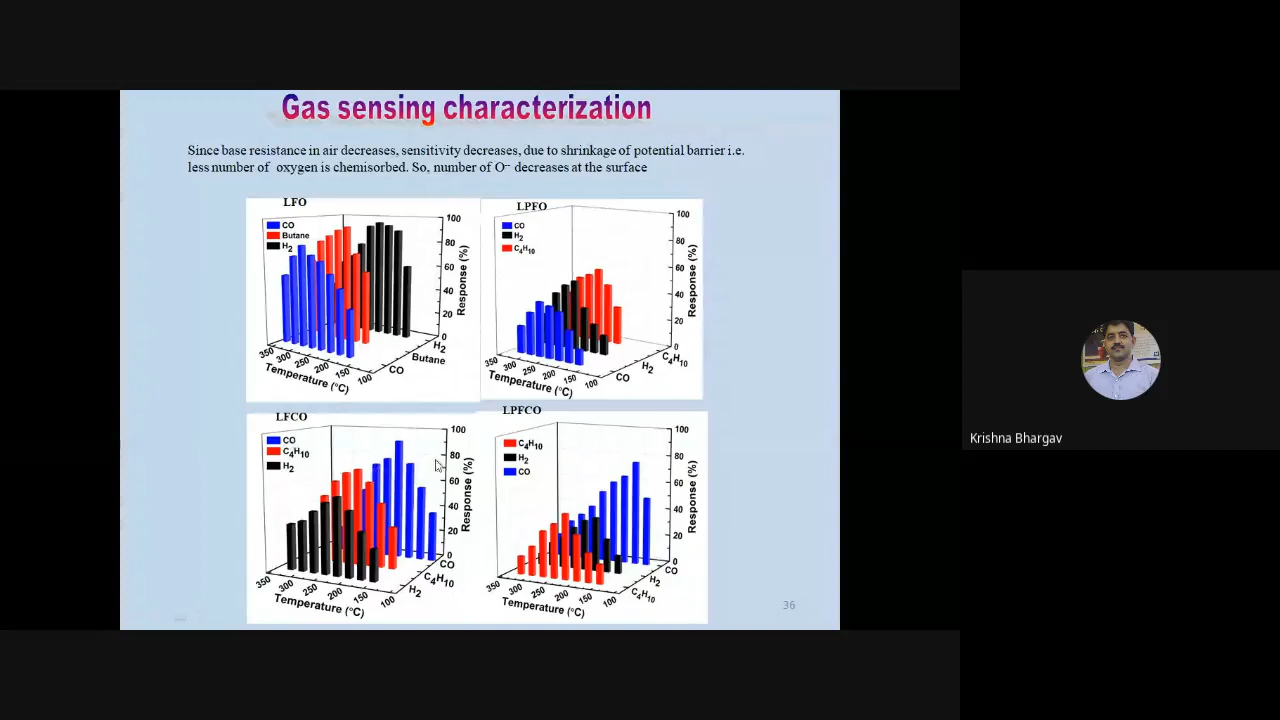 Gas sensing characterization
Since base resistance in air decreases, sensitivity decreases, due to shrinkage of potential barrier i.e.
less number of oxygen is chemisorbed. So, number of O⁻ decreases at the surface
LFO
CO
Butane
H2
100
80
60
40
20
0
Response (%)
350
300
250
200
150
100
Temperature (°C)
CO
Butane
H2
LPFO
CO
H2
C4H10
100
80
60
40
20
0
Response (%)
350
300
250
200
150
100
Temperature (°C)
CO
H2
C4H10
LFCO
CO
C4H10
H2
100
80
60
40
20
0
Response (%)
350
300
250
200
150
100
Temperature (°C)
H2
C4H10
CO
LPFCO
C4H10
H2
CO
100
80
60
40
20
0
Response (%)
350
300
250
200
150
100
Temperature (°C)
C4H10
H2
CO
36
Krishna Bhargav